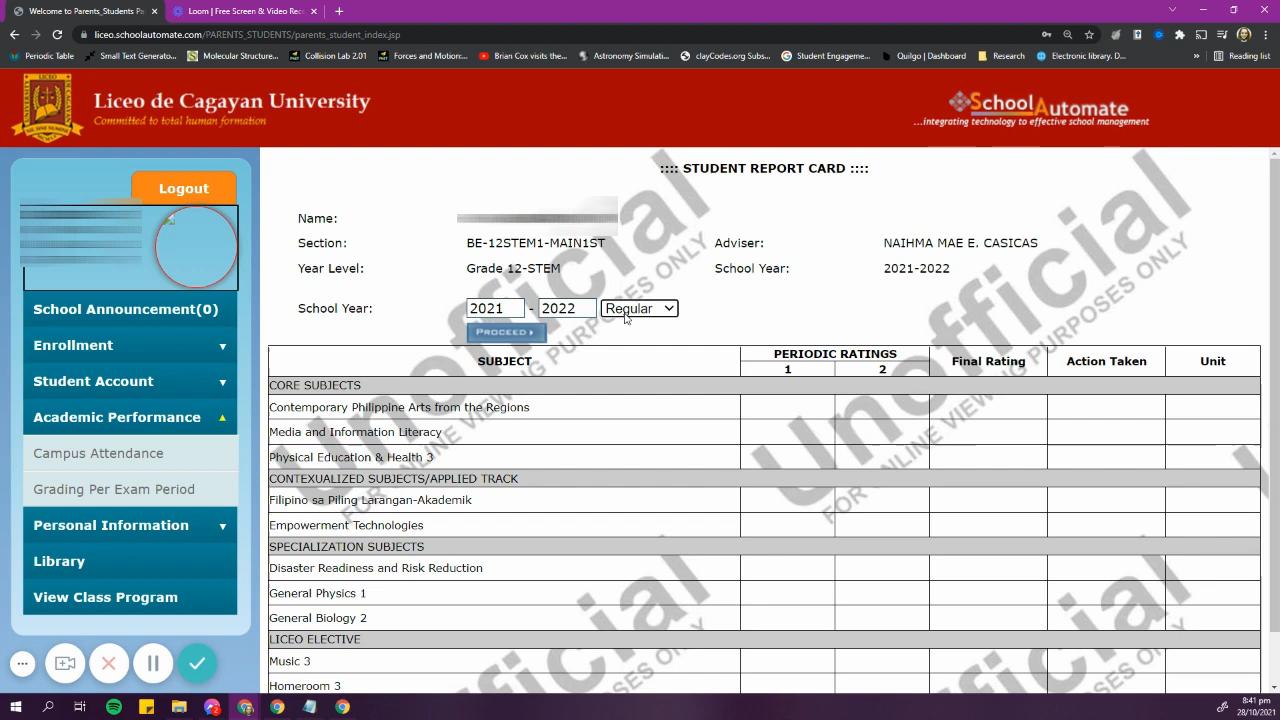 Welcome to Parents_Students Pa
Loom | Free Screen & Video Rec
liceo.schoolautomate.com/PARENTS_STUDENTS/parents_student_index.jsp
Periodic Table
Small Text Generato...
Molecular Structure...
Collision Lab 2.01
Forces and Motion:...
Brian Cox visits the...
Astronomy Simulati...
clayCodes.org Subs...
Student Engageme...
Quilgo | Dashboard
Research
Electronic library. D...
»
Reading list
Liceo de Cagayan University
Committed to total human formation
SchoolAutomate
...integrating technology to effective school management
Logout
School Announcement(0)
Enrollment
Student Account
Academic Performance
Campus Attendance
Grading Per Exam Period
Personal Information
Library
View Class Program
:::: STUDENT REPORT CARD ::::
Name:
Section: BE-12STEM1-MAIN1ST Adviser: NAIHMA MAE E. CASICAS
Year Level: Grade 12-STEM School Year: 2021-2022
School Year: 2021 - 2022 Regular
PROCEED
SUBJECT PERIODIC RATINGS Final Rating Action Taken Unit
1 2
CORE SUBJECTS
Contemporary Philippine Arts from the Regions
Media and Information Literacy
Physical Education & Health 3
CONTEXUALIZED SUBJECTS/APPLIED TRACK
Filipino sa Piling Larangan-Akademik
Empowerment Technologies
SPECIALIZATION SUBJECTS
Disaster Readiness and Risk Reduction
General Physics 1
General Biology 2
LICEO ELECTIVE
Music 3
Homeroom 3
Unofficial
FOR ONLINE VIEWING PURPOSES ONLY
Unofficial
FOR ONLINE VIEWING PURPOSES ONLY
8:41 pm
28/10/2021